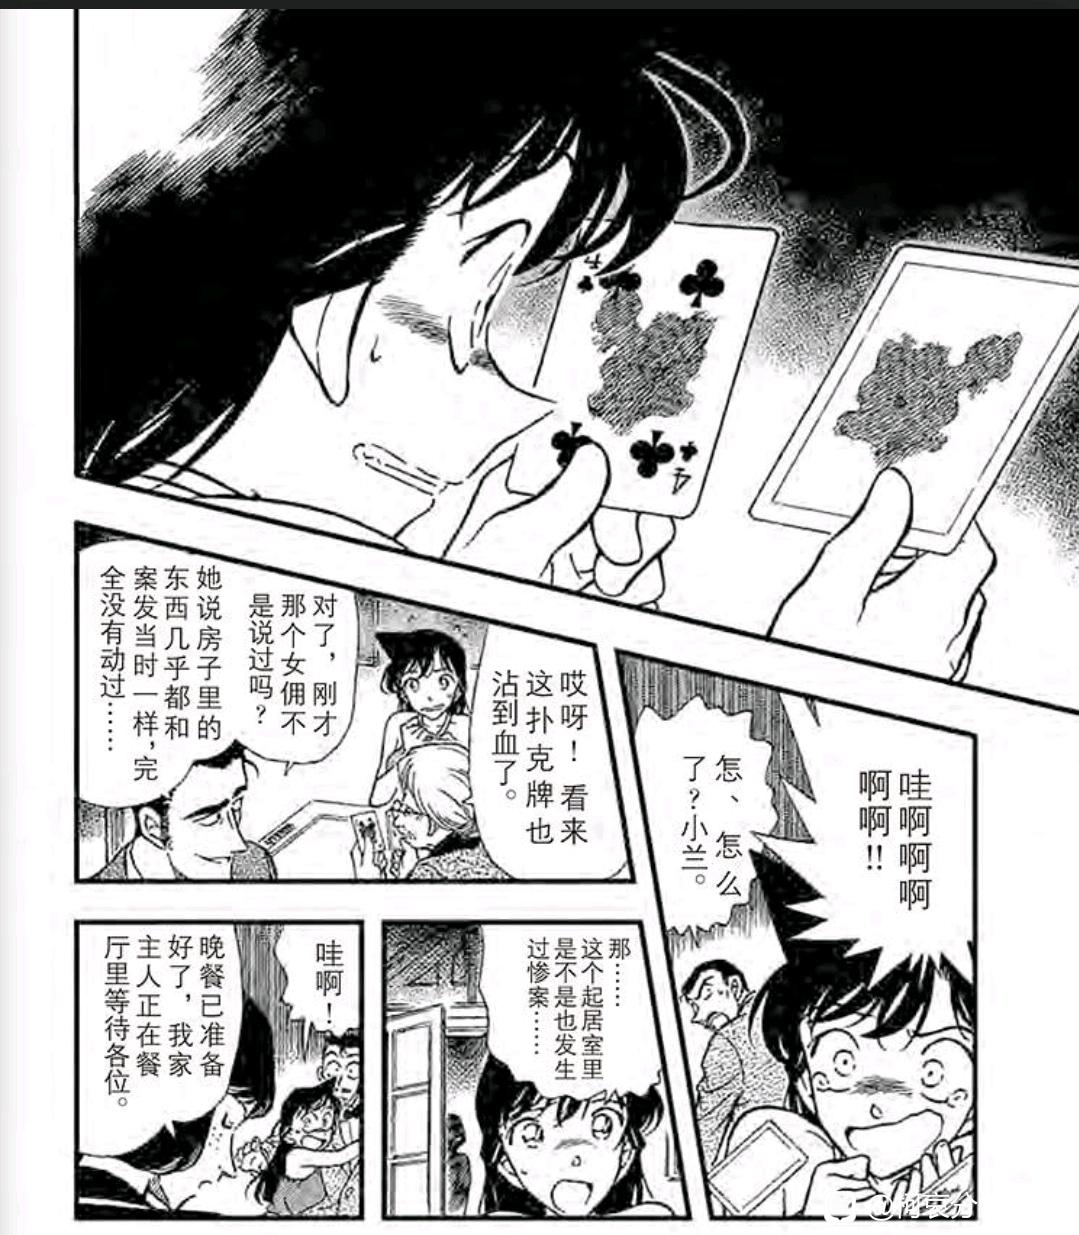 4
4
哇啊啊啊
啊啊!!
怎、怎么
了?小兰。
哎呀！看来
这扑克牌也
沾到血了。
对了，刚才
那个女佣不
是说过吗?
她说房子里的
东西几乎都和
案发当时一样，完
全没有动过……
那……
这个起居室里
是不是也发生
过惨案……
哇啊!
晚餐已准备
好了，我家
主人正在餐
厅里等待各位。